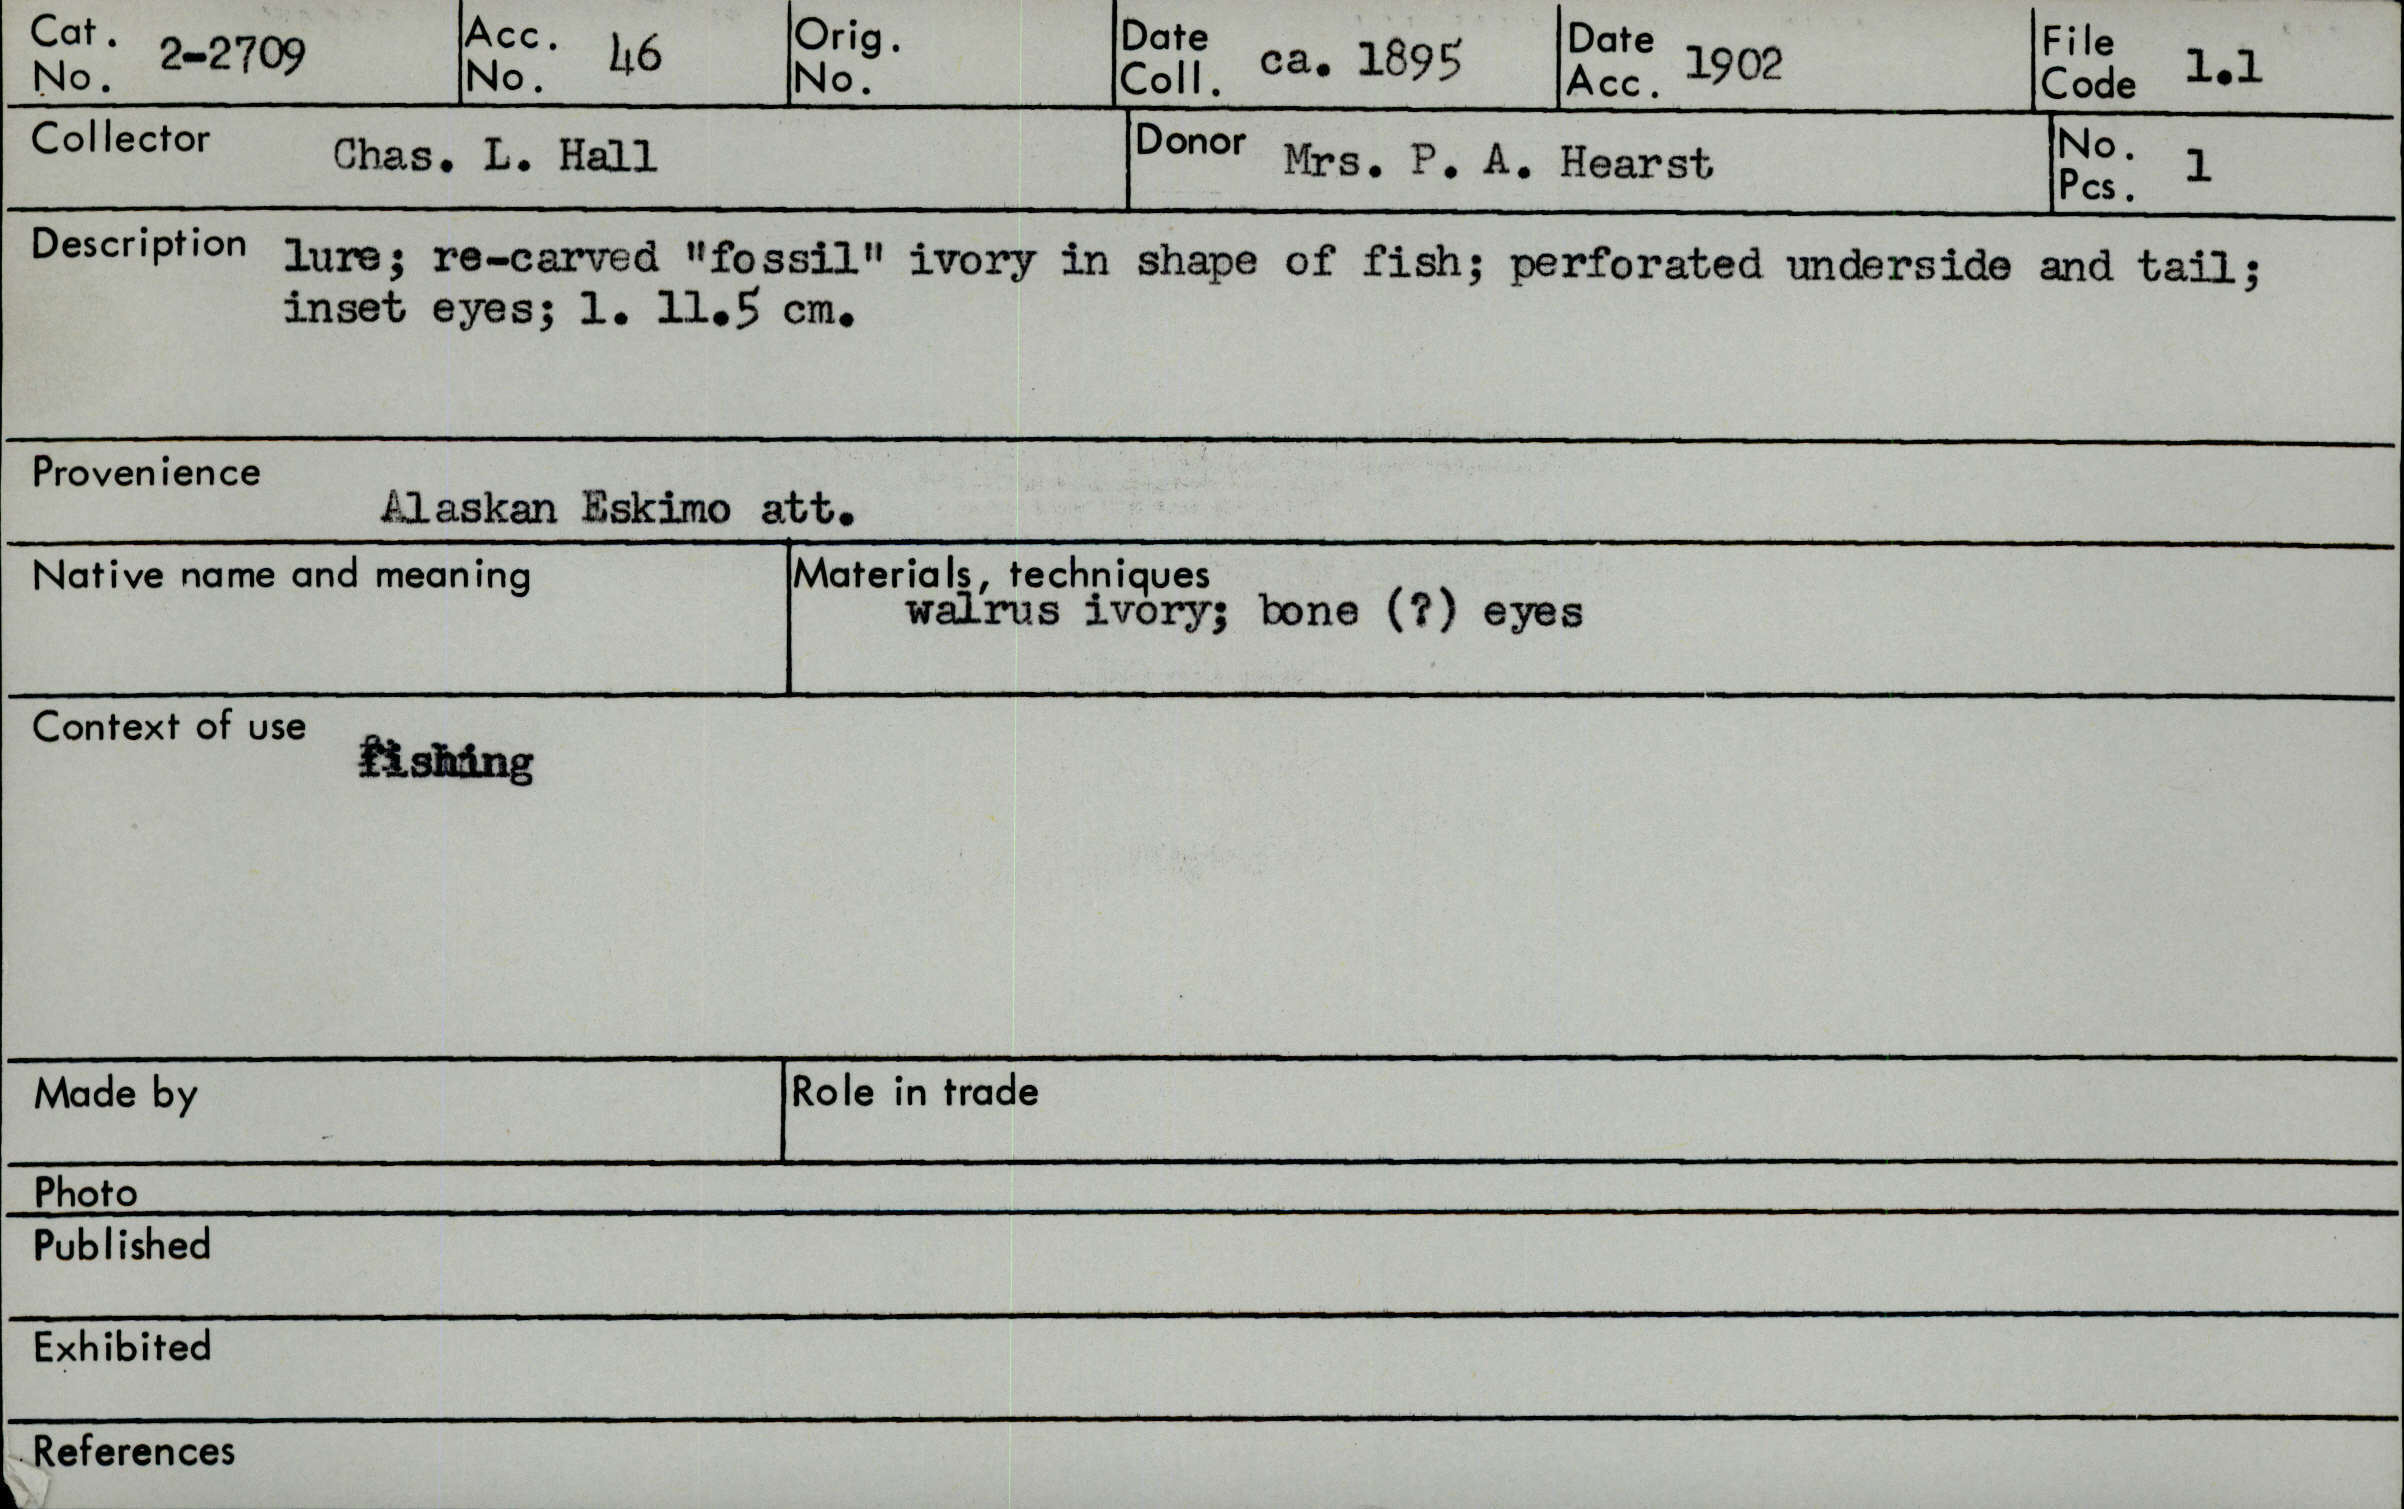 Cat. No. 2-2709 Acc. No. 46 Orig. No. Date Coll. ca. 1895 Date Acc. 1902 File Code 1.1
Collector Chas. L. Hall Donor Mrs. P. A. Hearst No. Pcs. 1
Description lure; re-carved "fossil" ivory in shape of fish; perforated underside and tail;
inset eyes; l. 11.5 cm.
Provenience
Alaskan Eskimo att.
Native name and meaning Materials, techniques
walrus ivory; bone (?) eyes
Context of use
fishing
Made by Role in trade
Photo
Published
Exhibited
References